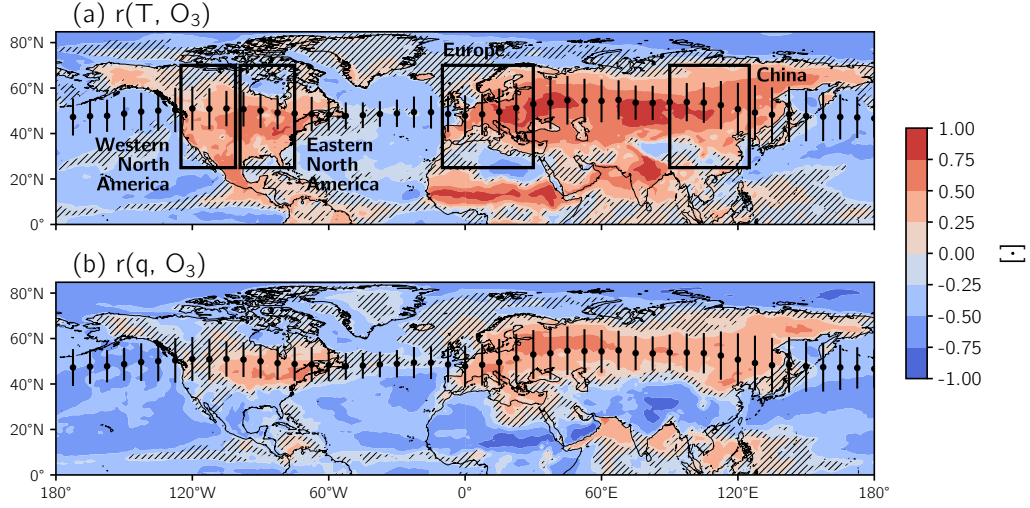 (a) r(T, O₃)
80°N
60°N
40°N
20°N
0°
Europe
China
Western
North
America
Eastern
North
America
(b) r(q, O₃)
80°N
60°N
40°N
20°N
0°
180°
120°W
60°W
0°
60°E
120°E
180°
1.00
0.75
0.50
0.25
0.00
-0.25
-0.50
-0.75
-1.00
[·]